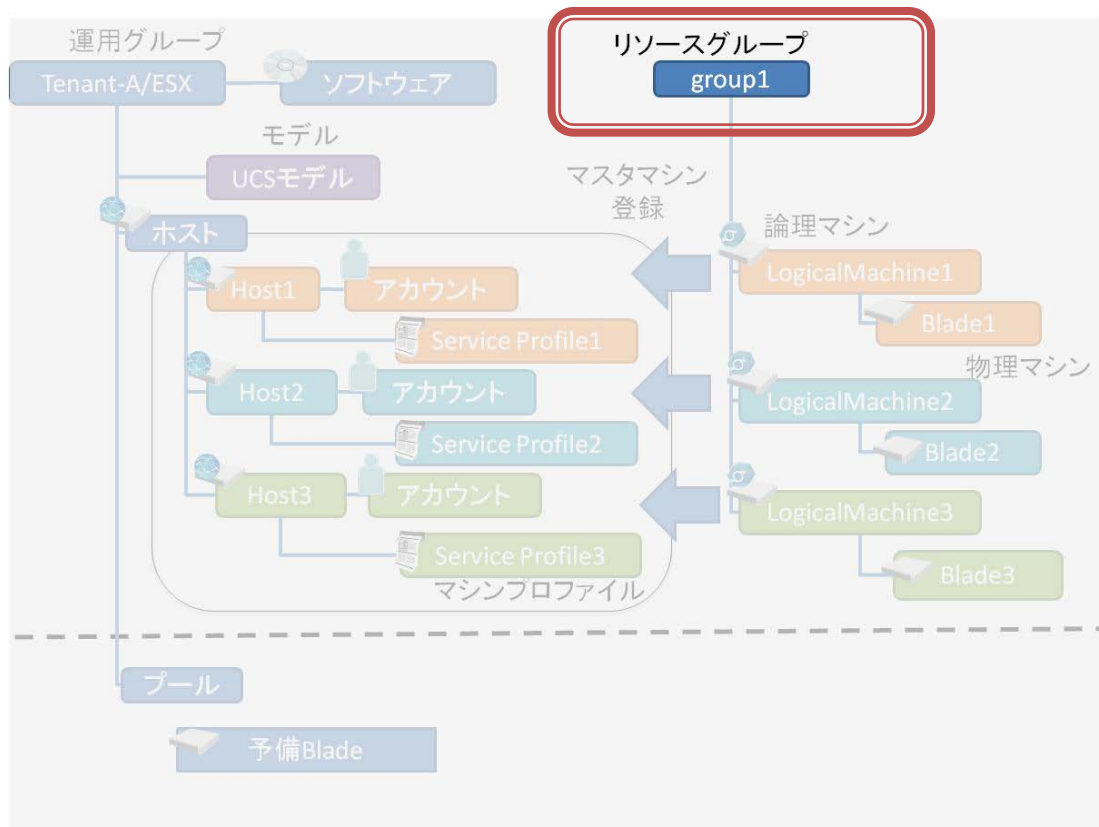 運用グループ
Tenant-A/ESX
ソフトウェア
リソースグループ
group1
モデル
UCSモデル
マスタマシン
登録
ホスト
論理マシン
Host1
アカウント
LogicalMachine1
Service Profile1
Blade1
物理マシン
Host2
アカウント
LogicalMachine2
Service Profile2
Blade2
Host3
アカウント
LogicalMachine3
Service Profile3
Blade3
マシンプロファイル
プール
予備Blade